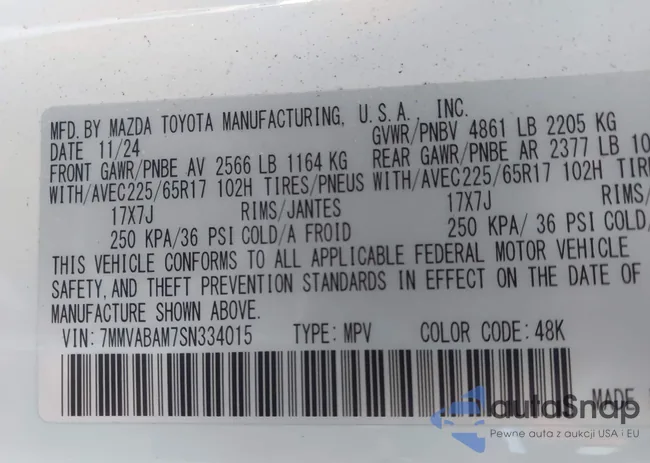 MFD. BY MAZDA TOYOTA MANUFACTURING, U.S.A., INC.
DATE 11/24 GVWR/PNBV 4861 LB 2205 KG
FRONT GAWR/PNBE AV 2566 LB 1164 KG REAR GAWR/PNBE AR 2377 LB 10
WITH/AVEC225/65R17 102H TIRES/PNEUS WITH/AVEC225/65R17 102H TIRES/
17X7J RIMS/JANTES 17X7J RIMS/
250 KPA/36 PSI COLD/A FROID 250 KPA/36 PSI COLD/
THIS VEHICLE CONFORMS TO ALL APPLICABLE FEDERAL MOTOR VEHICLE
SAFETY, AND THEFT PREVENTION STANDARDS IN EFFECT ON THE DATE OF
MANUFACTURE SHOWN ABOVE.
VIN: 7MMVABAM7SN334015 TYPE: MPV COLOR CODE: 48K
MADE
autoSnap
Pewne auta z aukcji USA i EU